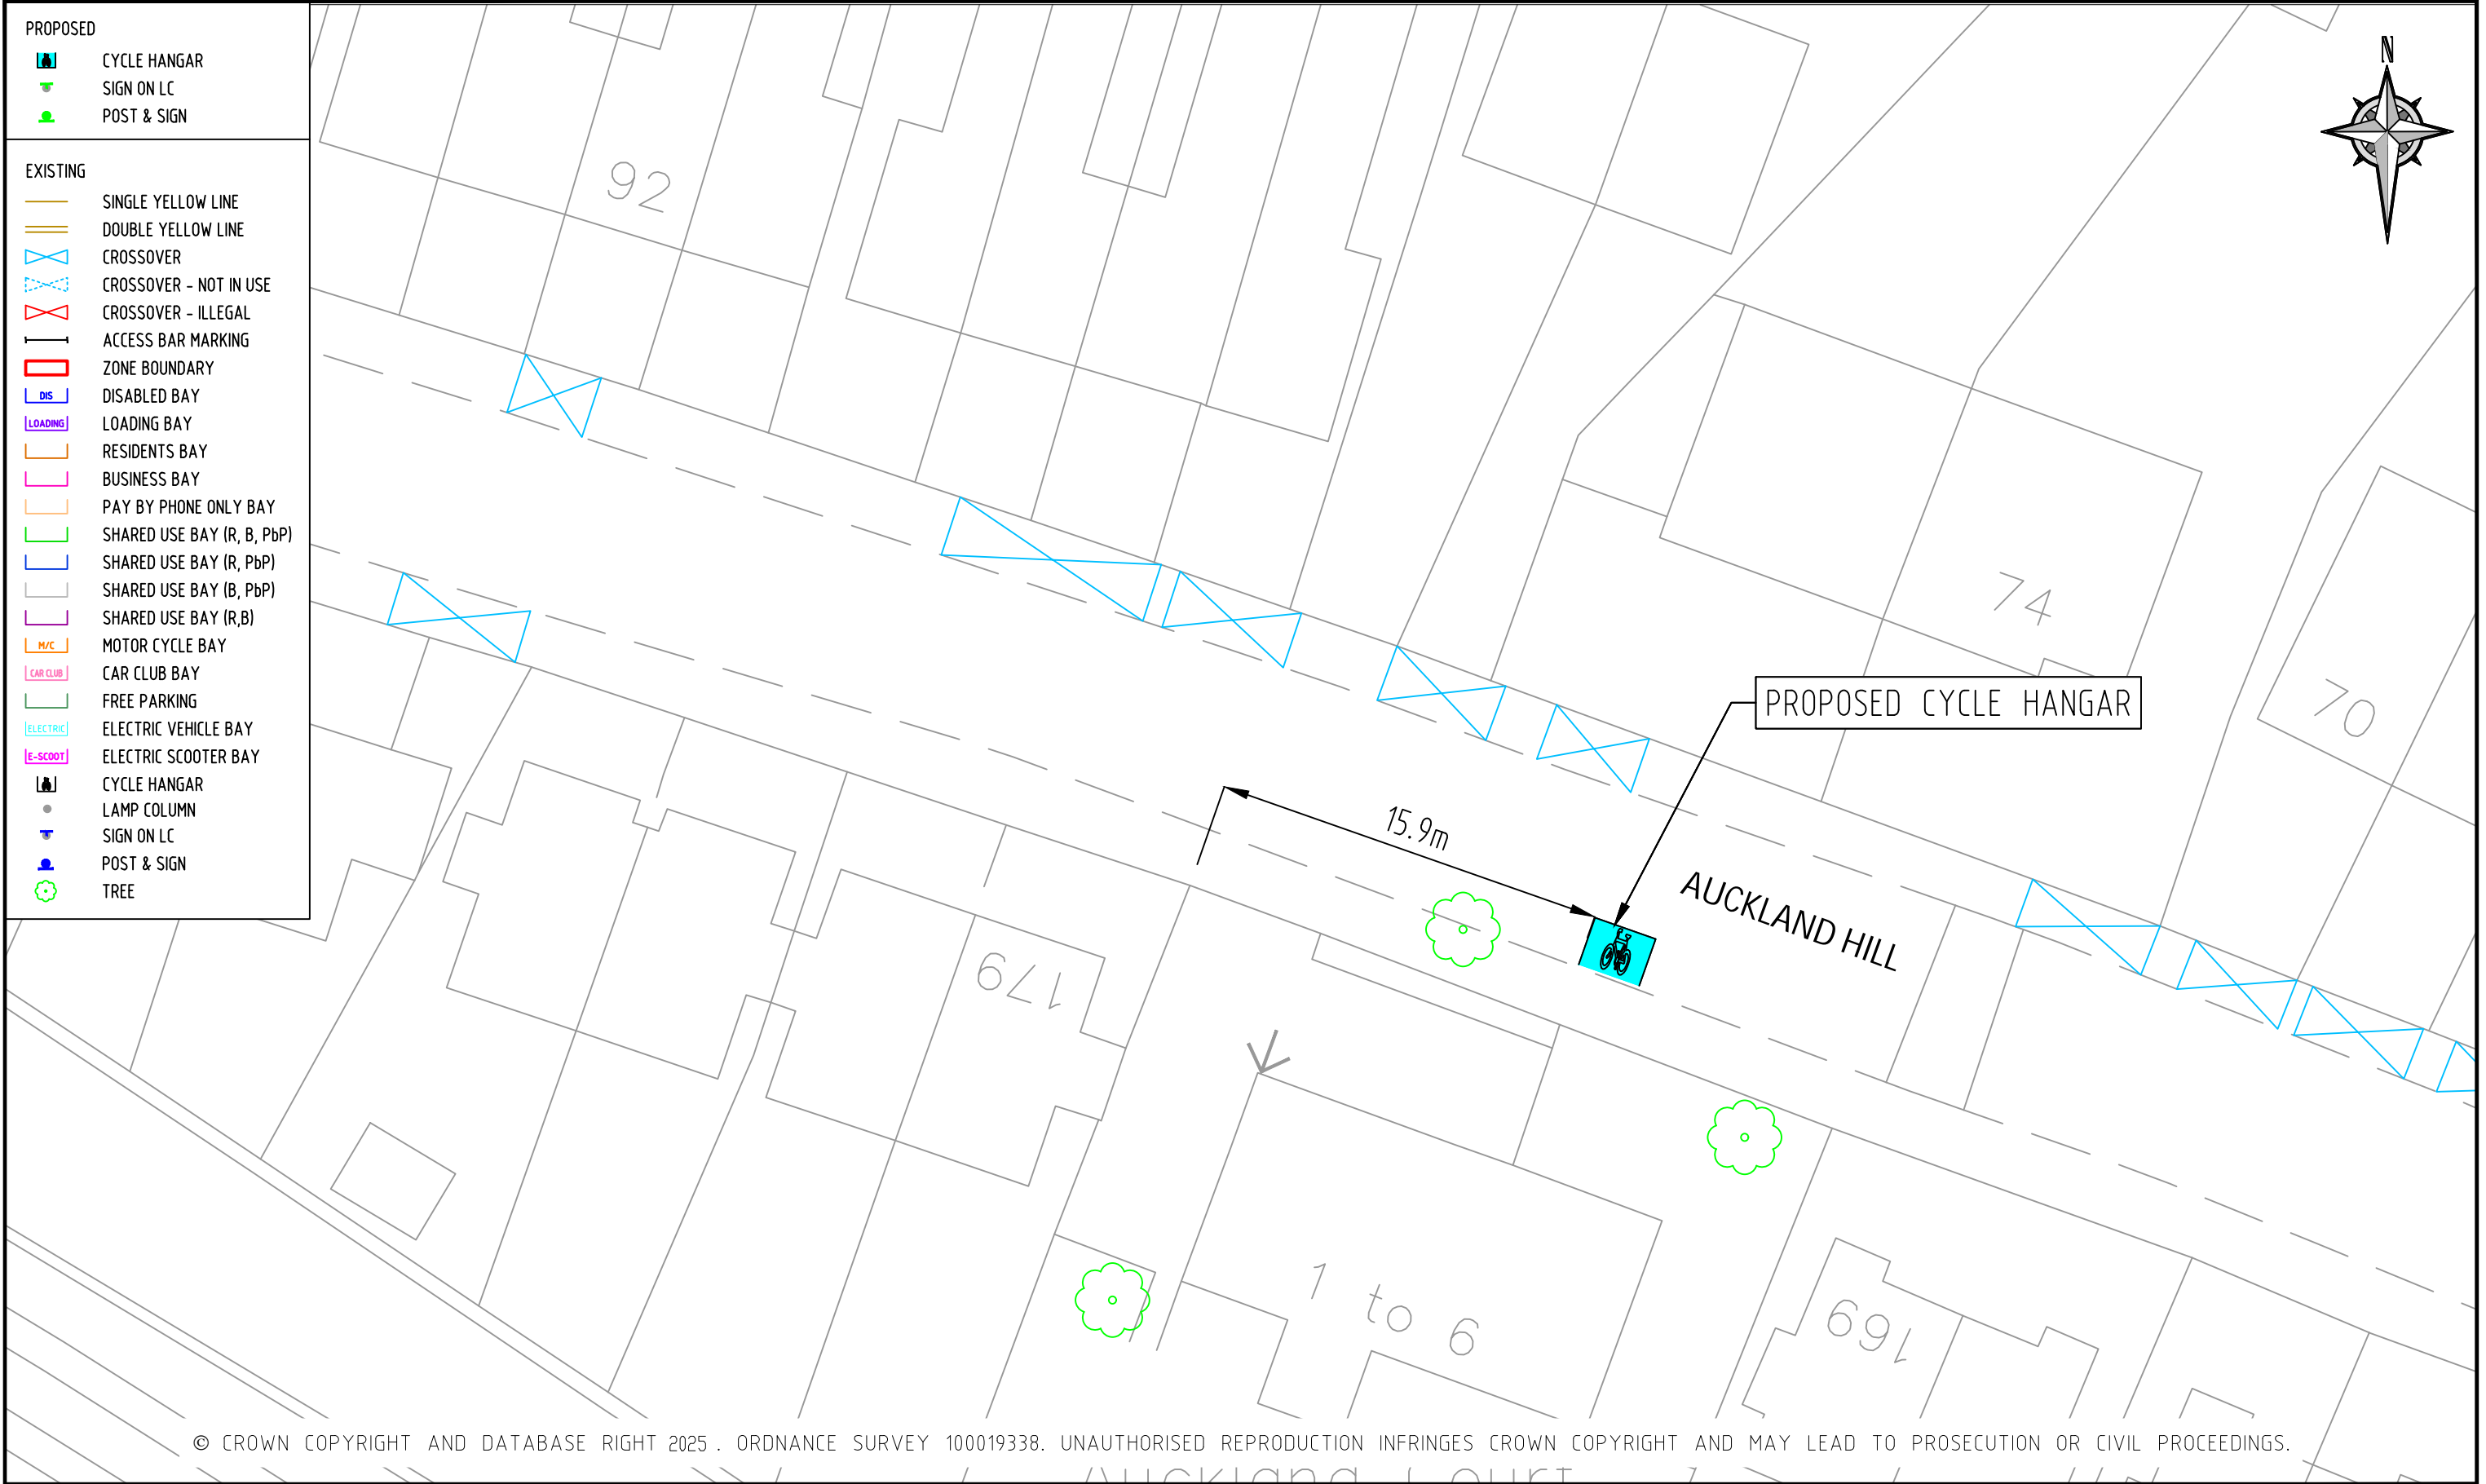 PROPOSED
CYCLE HANGAR
SIGN ON LC
POST & SIGN
EXISTING
SINGLE YELLOW LINE
DOUBLE YELLOW LINE
CROSSOVER
CROSSOVER - NOT IN USE
CROSSOVER - ILLEGAL
ACCESS BAR MARKING
ZONE BOUNDARY
DIS DISABLED BAY
LOADING LOADING BAY
RESIDENTS BAY
BUSINESS BAY
PAY BY PHONE ONLY BAY
SHARED USE BAY (R, B, PbP)
SHARED USE BAY (R, PbP)
SHARED USE BAY (B, PbP)
SHARED USE BAY (R,B)
M/C MOTOR CYCLE BAY
CAR CLUB CAR CLUB BAY
FREE PARKING
ELECTRIC ELECTRIC VEHICLE BAY
E-SCOOT ELECTRIC SCOOTER BAY
CYCLE HANGAR
LAMP COLUMN
SIGN ON LC
POST & SIGN
TREE
N
92
74
70
PROPOSED CYCLE HANGAR
15.9m
AUCKLAND HILL
179
1 to 6
169
© CROWN COPYRIGHT AND DATABASE RIGHT 2025 . ORDNANCE SURVEY 100019338. UNAUTHORISED REPRODUCTION INFRINGES CROWN COPYRIGHT AND MAY LEAD TO PROSECUTION OR CIVIL PROCEEDINGS.
Auckland Court